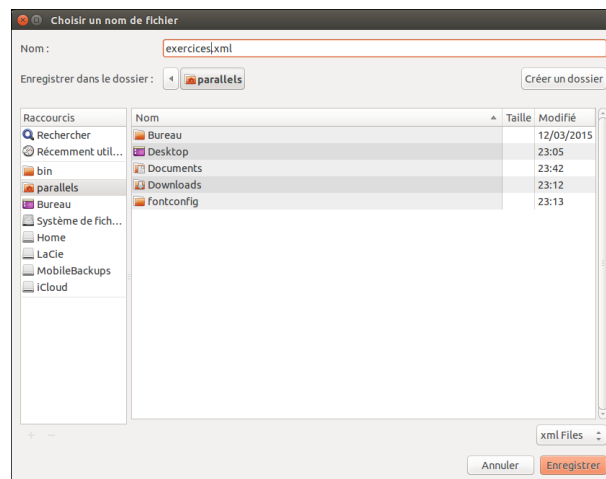 Choisir un nom de fichier
Nom : exercices.xml
Enregistrer dans le dossier : parallels Créer un dossier
Raccourcis Nom Taille Modifié
Rechercher Bureau 12/03/2015
Récemment util... Desktop 23:05
bin Documents 23:42
parallels Downloads 23:12
Bureau fontconfig 23:13
Système de fich...
Home
LaCie
MobileBackups
iCloud
xml Files
Annuler Enregistrer